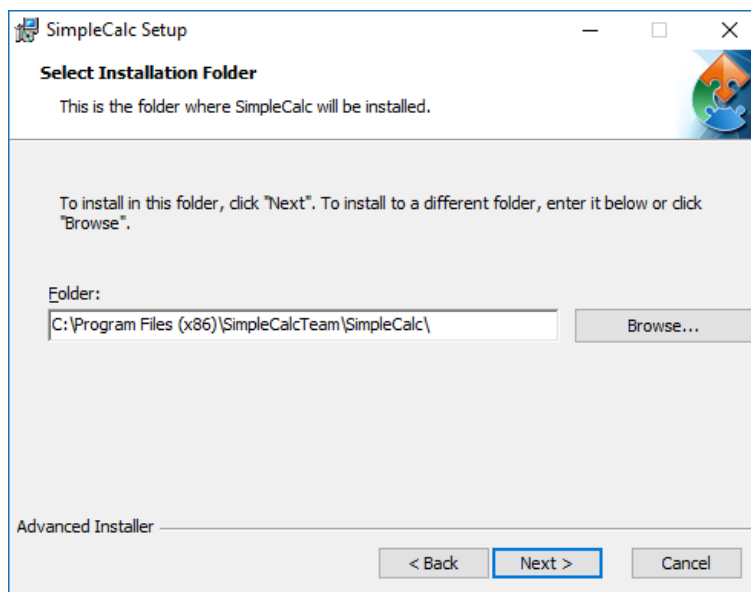 SimpleCalc Setup
Select Installation Folder
This is the folder where SimpleCalc will be installed.
To install in this folder, click "Next". To install to a different folder, enter it below or click
"Browse".
Folder:
C:\Program Files (x86)\SimpleCalcTeam\SimpleCalc\
Browse...
Advanced Installer
< Back
Next >
Cancel